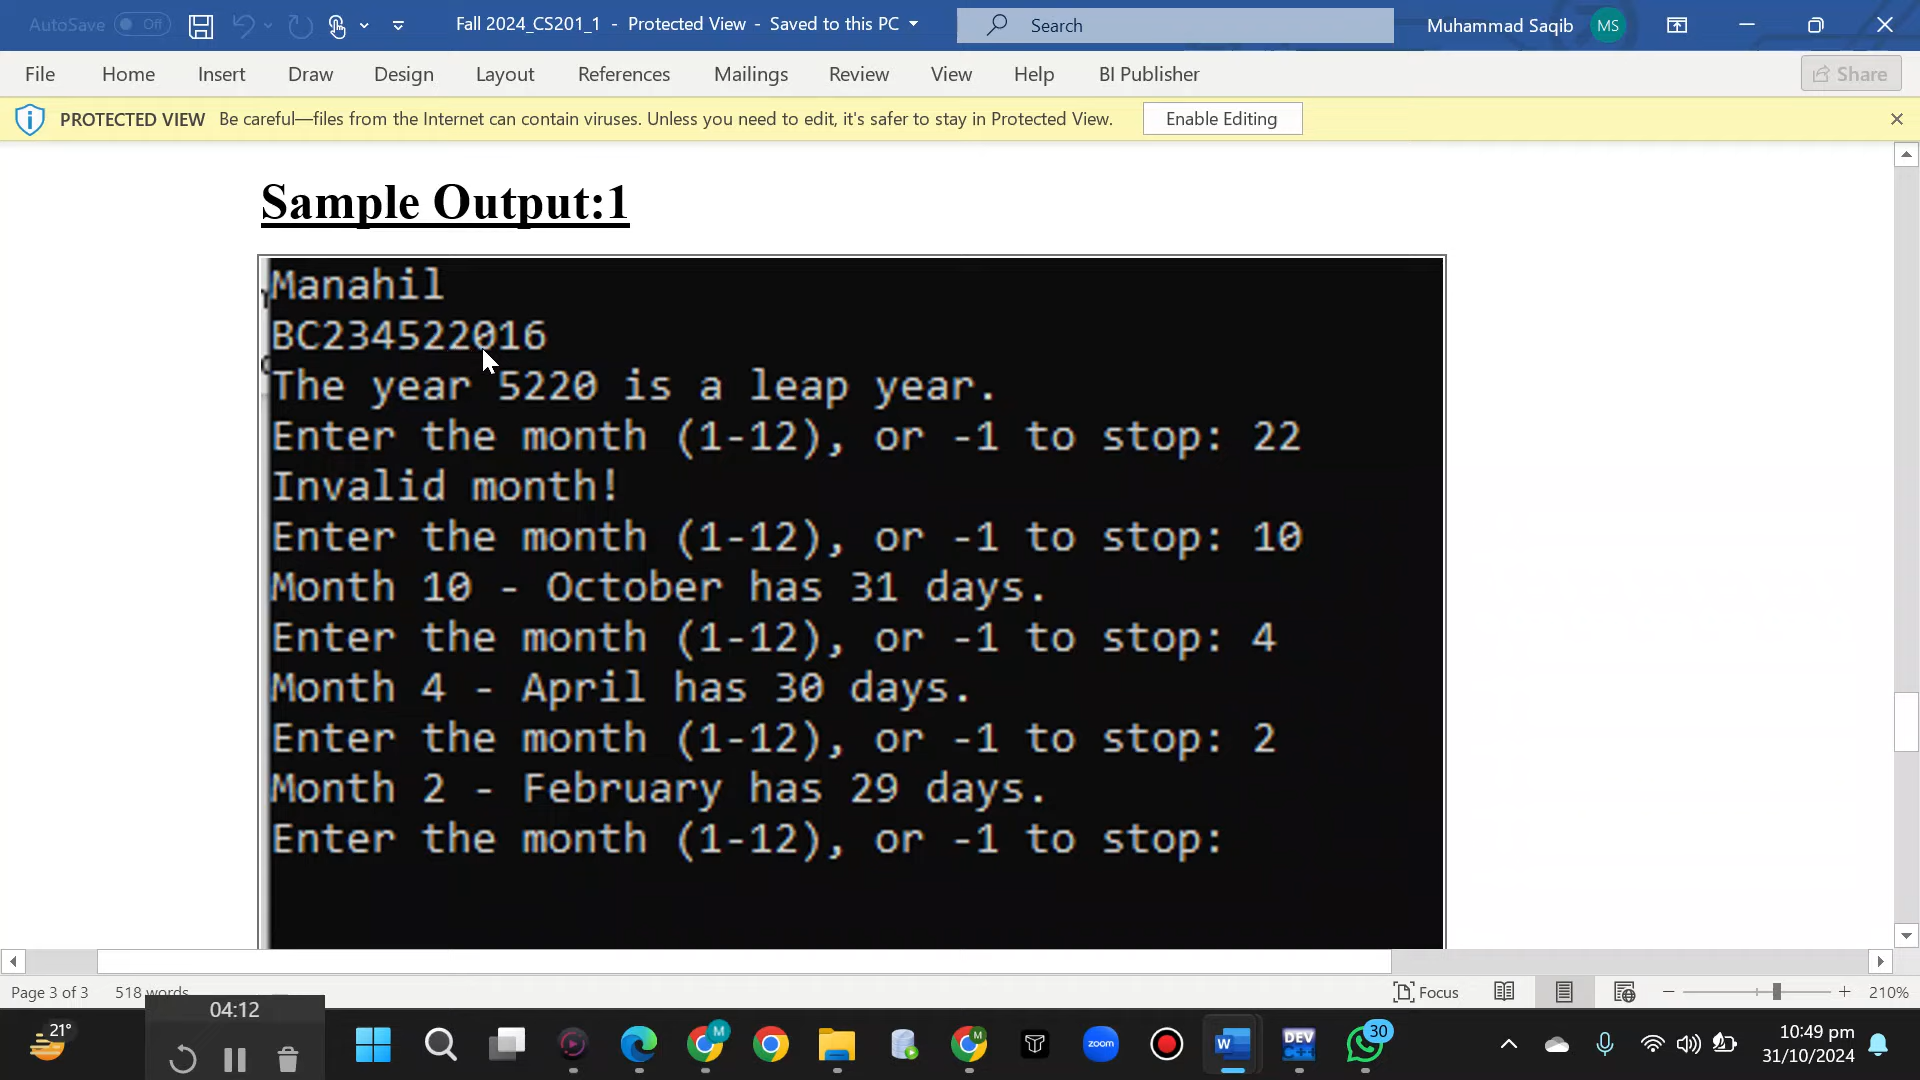 AutoSave Off Fall 2024_CS201_1 - Protected View - Saved to this PC Search Muhammad Saqib MS
File Home Insert Draw Design Layout References Mailings Review View Help BI Publisher Share
PROTECTED VIEW Be careful—files from the Internet can contain viruses. Unless you need to edit, it's safer to stay in Protected View. Enable Editing
Sample Output:1
Manahil
BC234522016
The year 5220 is a leap year.
Enter the month (1-12), or -1 to stop: 22
Invalid month!
Enter the month (1-12), or -1 to stop: 10
Month 10 - October has 31 days.
Enter the month (1-12), or -1 to stop: 4
Month 4 - April has 30 days.
Enter the month (1-12), or -1 to stop: 2
Month 2 - February has 29 days.
Enter the month (1-12), or -1 to stop:
Page 3 of 3 518 words Focus 210%
04:12
21° M M zoom W DEV C++ 30 10:49 pm
31/10/2024